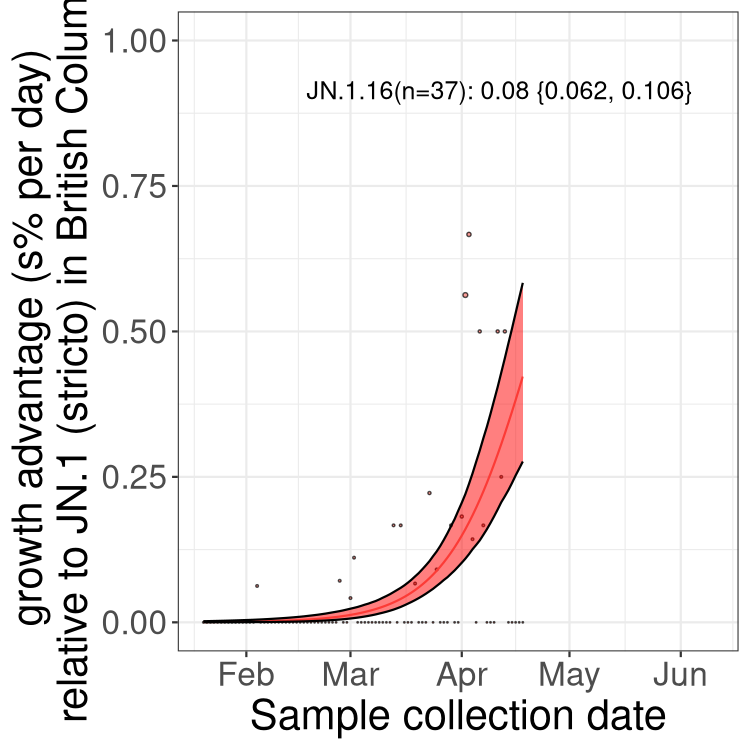 growth advantage (s% per day)
relative to JN.1 (stricto) in British Colum
1.00
0.75
0.50
0.25
0.00
JN.1.16(n=37): 0.08 {0.062, 0.106}
Feb Mar Apr May Jun
Sample collection date